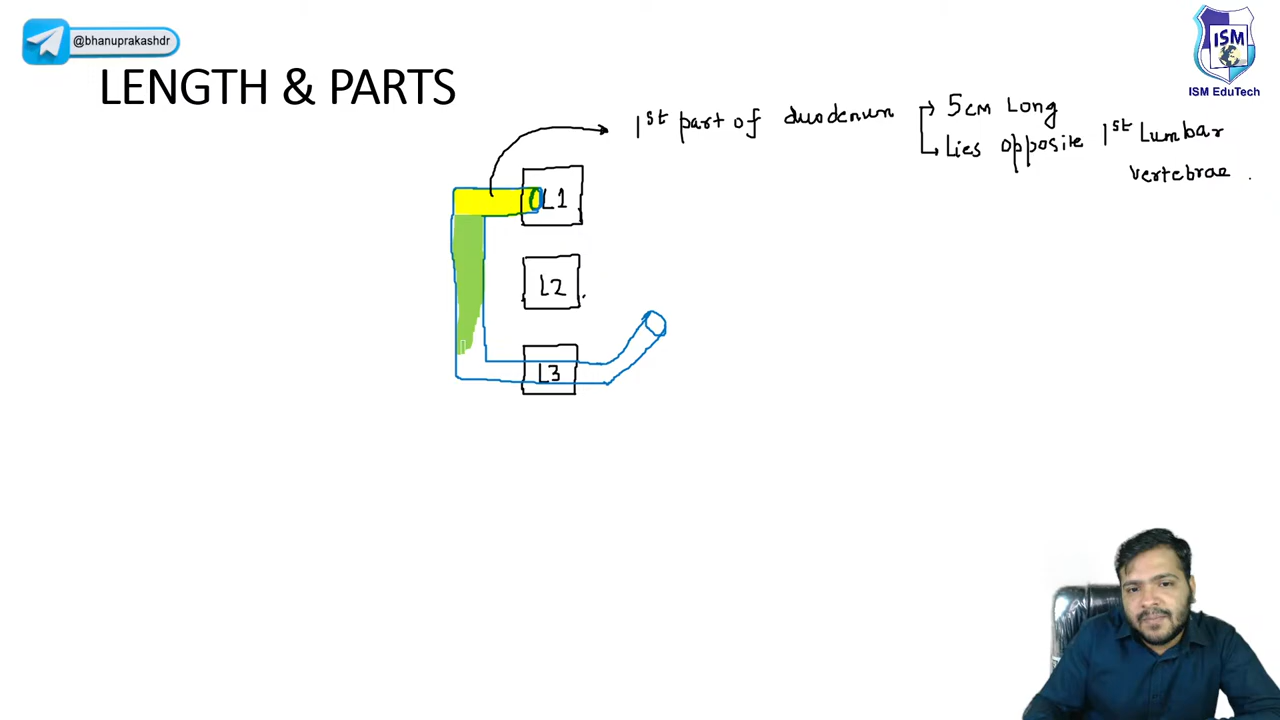 @bhanuprakashdr
ISM
ISM EduTech
LENGTH & PARTS
1st part of duodenum
5cm Long
Lies opposite 1st Lumbar
vertebrae .
L1
L2
L3